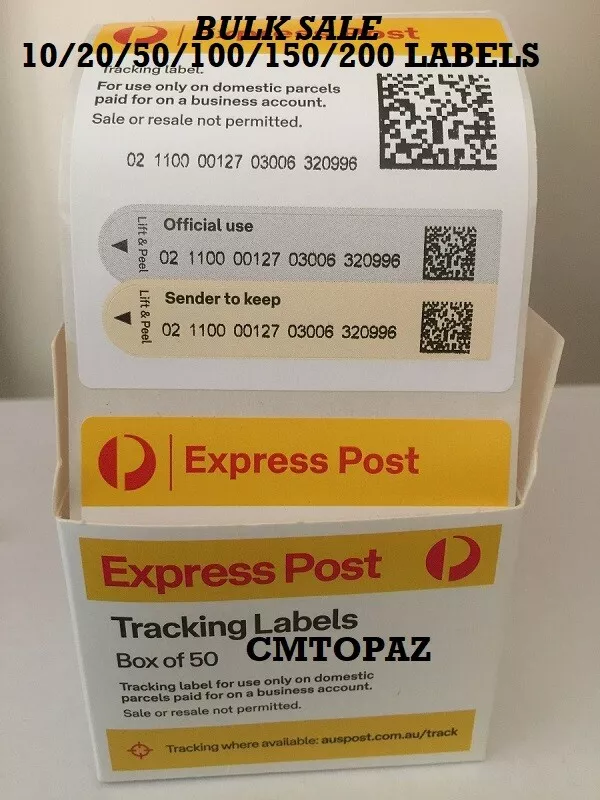 BULK SALE
Express Post
10/20/50/100/150/200 LABELS
Tracking label.
For use only on domestic parcels
paid for on a business account.
Sale or resale not permitted.
02 1100 00127 03006 320996
Lift & Peel
Official use
02 1100 00127 03006 320996
Lift & Peel
Sender to keep
02 1100 00127 03006 320996
Express Post
Express Post
Tracking Labels
Box of 50
CMTOPAZ
Tracking label for use only on domestic
parcels paid for on a business account.
Sale or resale not permitted.
Tracking where available: auspost.com.au/track